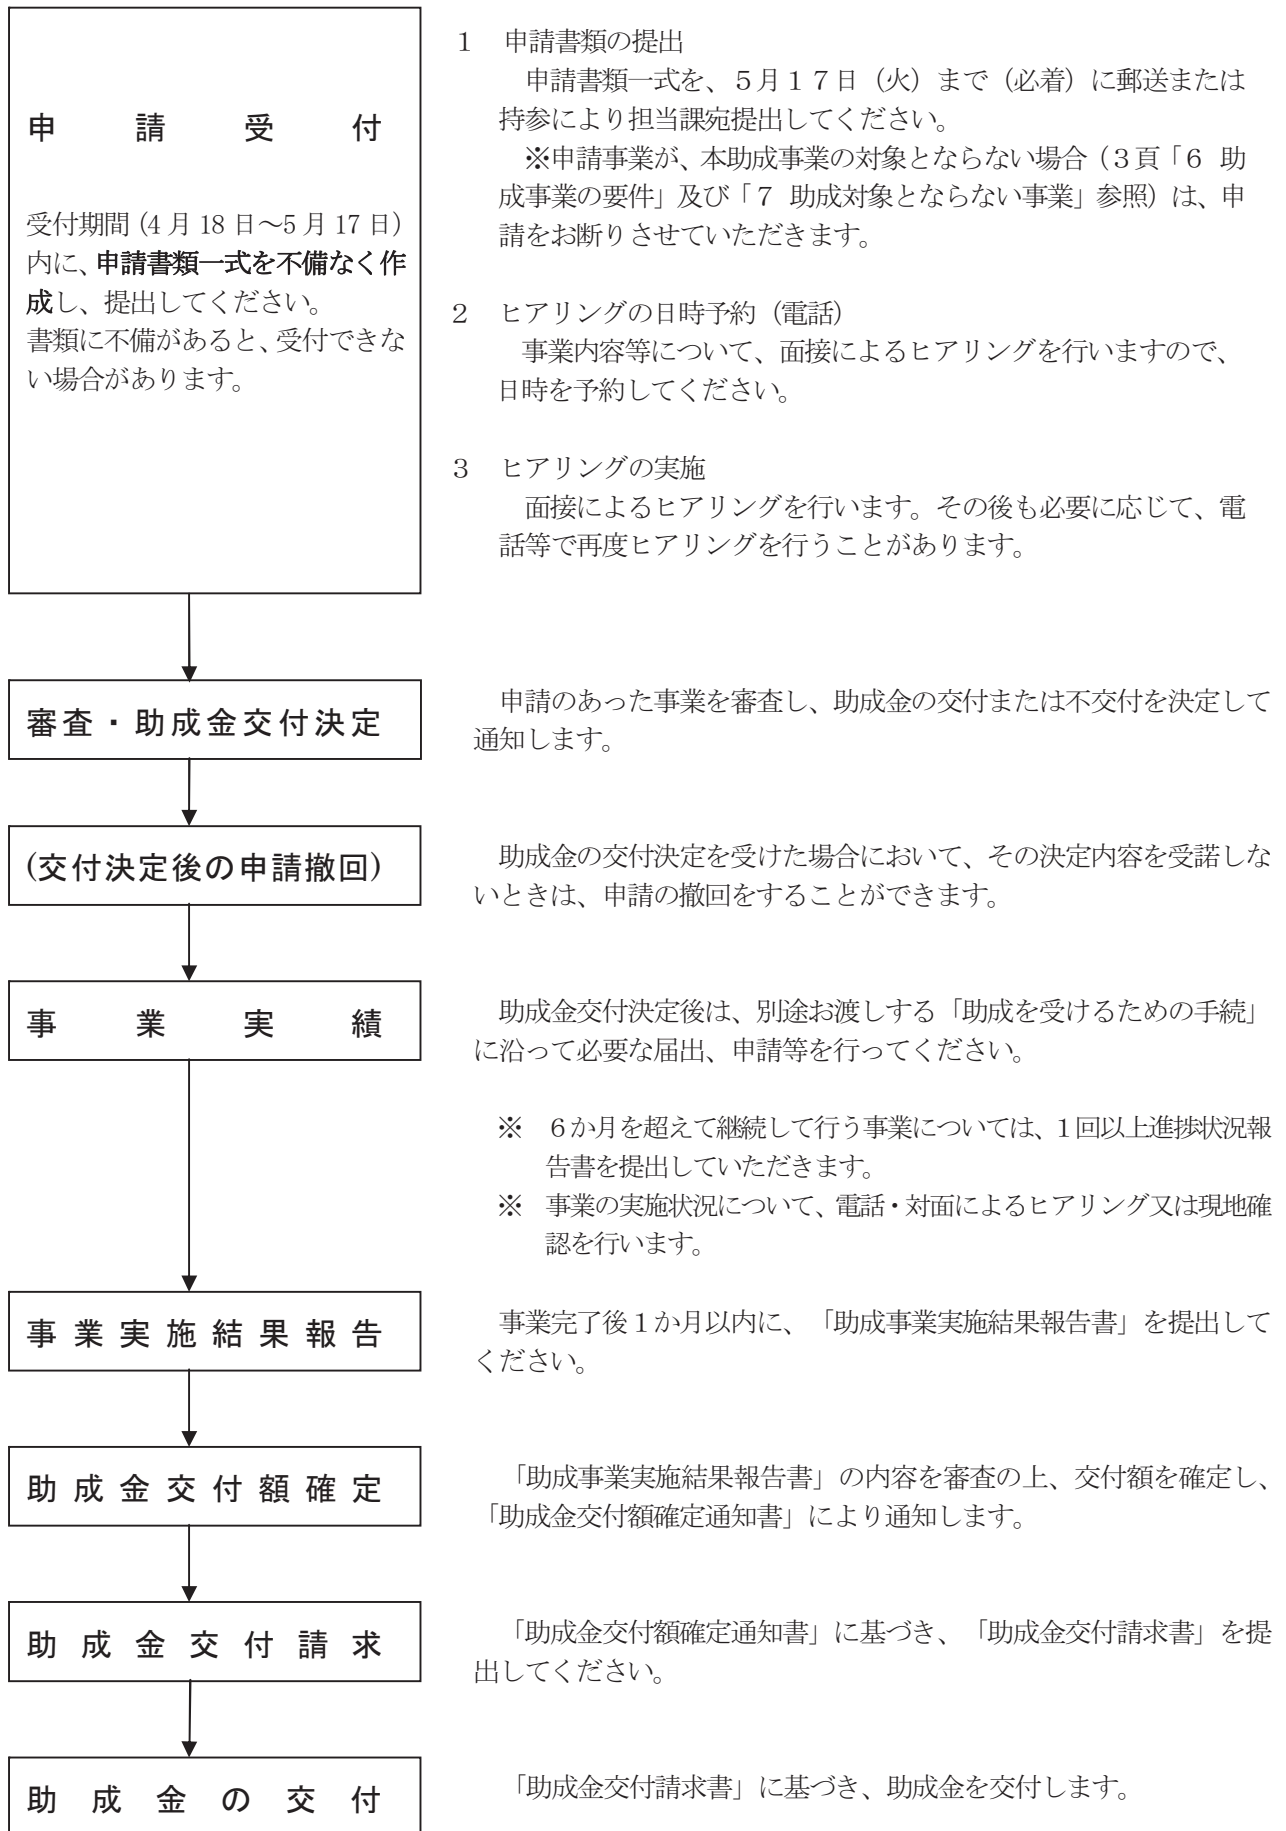 申請受付
受付期間（4月18日～5月17日）
内に、申請書類一式を不備なく作
成し、提出してください。
書類に不備があると、受付できな
い場合があります。
１　申請書類の提出
申請書類一式を、５月１７日（火）まで（必着）に郵送または
持参により担当課宛提出してください。
※申請事業が、本助成事業の対象とならない場合（３頁「６ 助
成事業の要件」及び「７ 助成対象とならない事業」参照）は、申
請をお断りさせていただきます。
２　ヒアリングの日時予約（電話）
事業内容等について、面接によるヒアリングを行いますので、
日時を予約してください。
３　ヒアリングの実施
面接によるヒアリングを行います。その後も必要に応じて、電
話等で再度ヒアリングを行うことがあります。
審査・助成金交付決定
申請のあった事業を審査し、助成金の交付または不交付を決定して
通知します。
(交付決定後の申請撤回)
助成金の交付決定を受けた場合において、その決定内容を受諾しな
いときは、申請の撤回をすることができます。
事業実績
助成金交付決定後は、別途お渡しする「助成を受けるための手続」
に沿って必要な届出、申請等を行ってください。
※　６か月を超えて継続して行う事業については、１回以上進捗状況報
告書を提出していただきます。
※　事業の実施状況について、電話・対面によるヒアリング又は現地確
認を行います。
事業実施結果報告
事業完了後１か月以内に、「助成事業実施結果報告書」を提出して
ください。
助成金交付額確定
「助成事業実施結果報告書」の内容を審査の上、交付額を確定し、
「助成金交付額確定通知書」により通知します。
助成金交付請求
「助成金交付額確定通知書」に基づき、「助成金交付請求書」を提
出してください。
助成金の交付
「助成金交付請求書」に基づき、助成金を交付します。